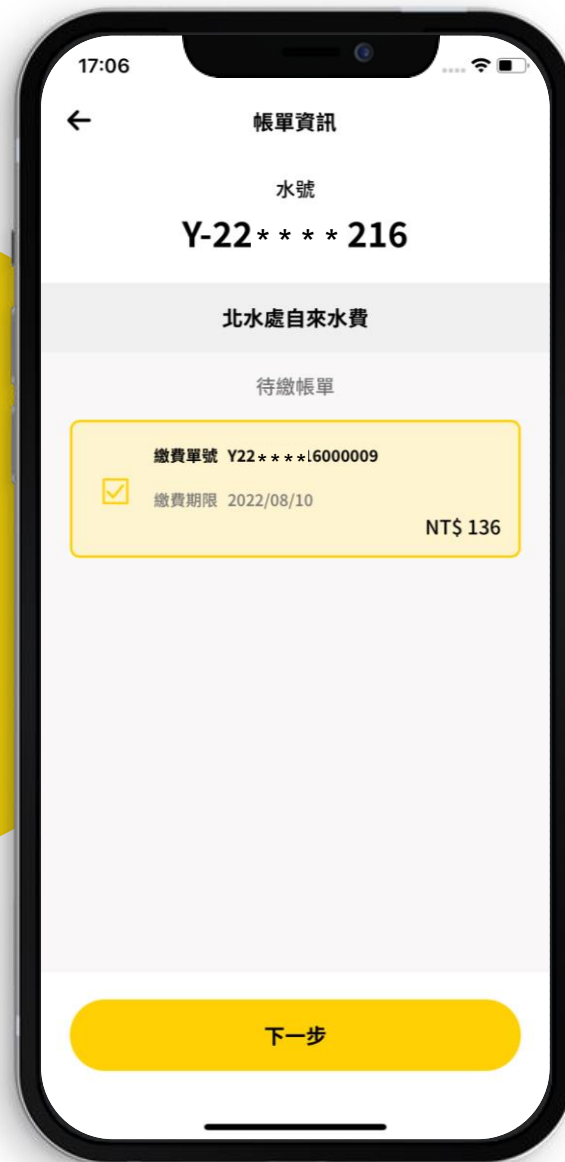 17:06
帳單資訊
水號
Y-22＊＊＊＊216
北水處自來水費
待繳帳單
繳費單號 Y22＊＊＊＊16000009
繳費期限 2022/08/10
NT$ 136
下一步